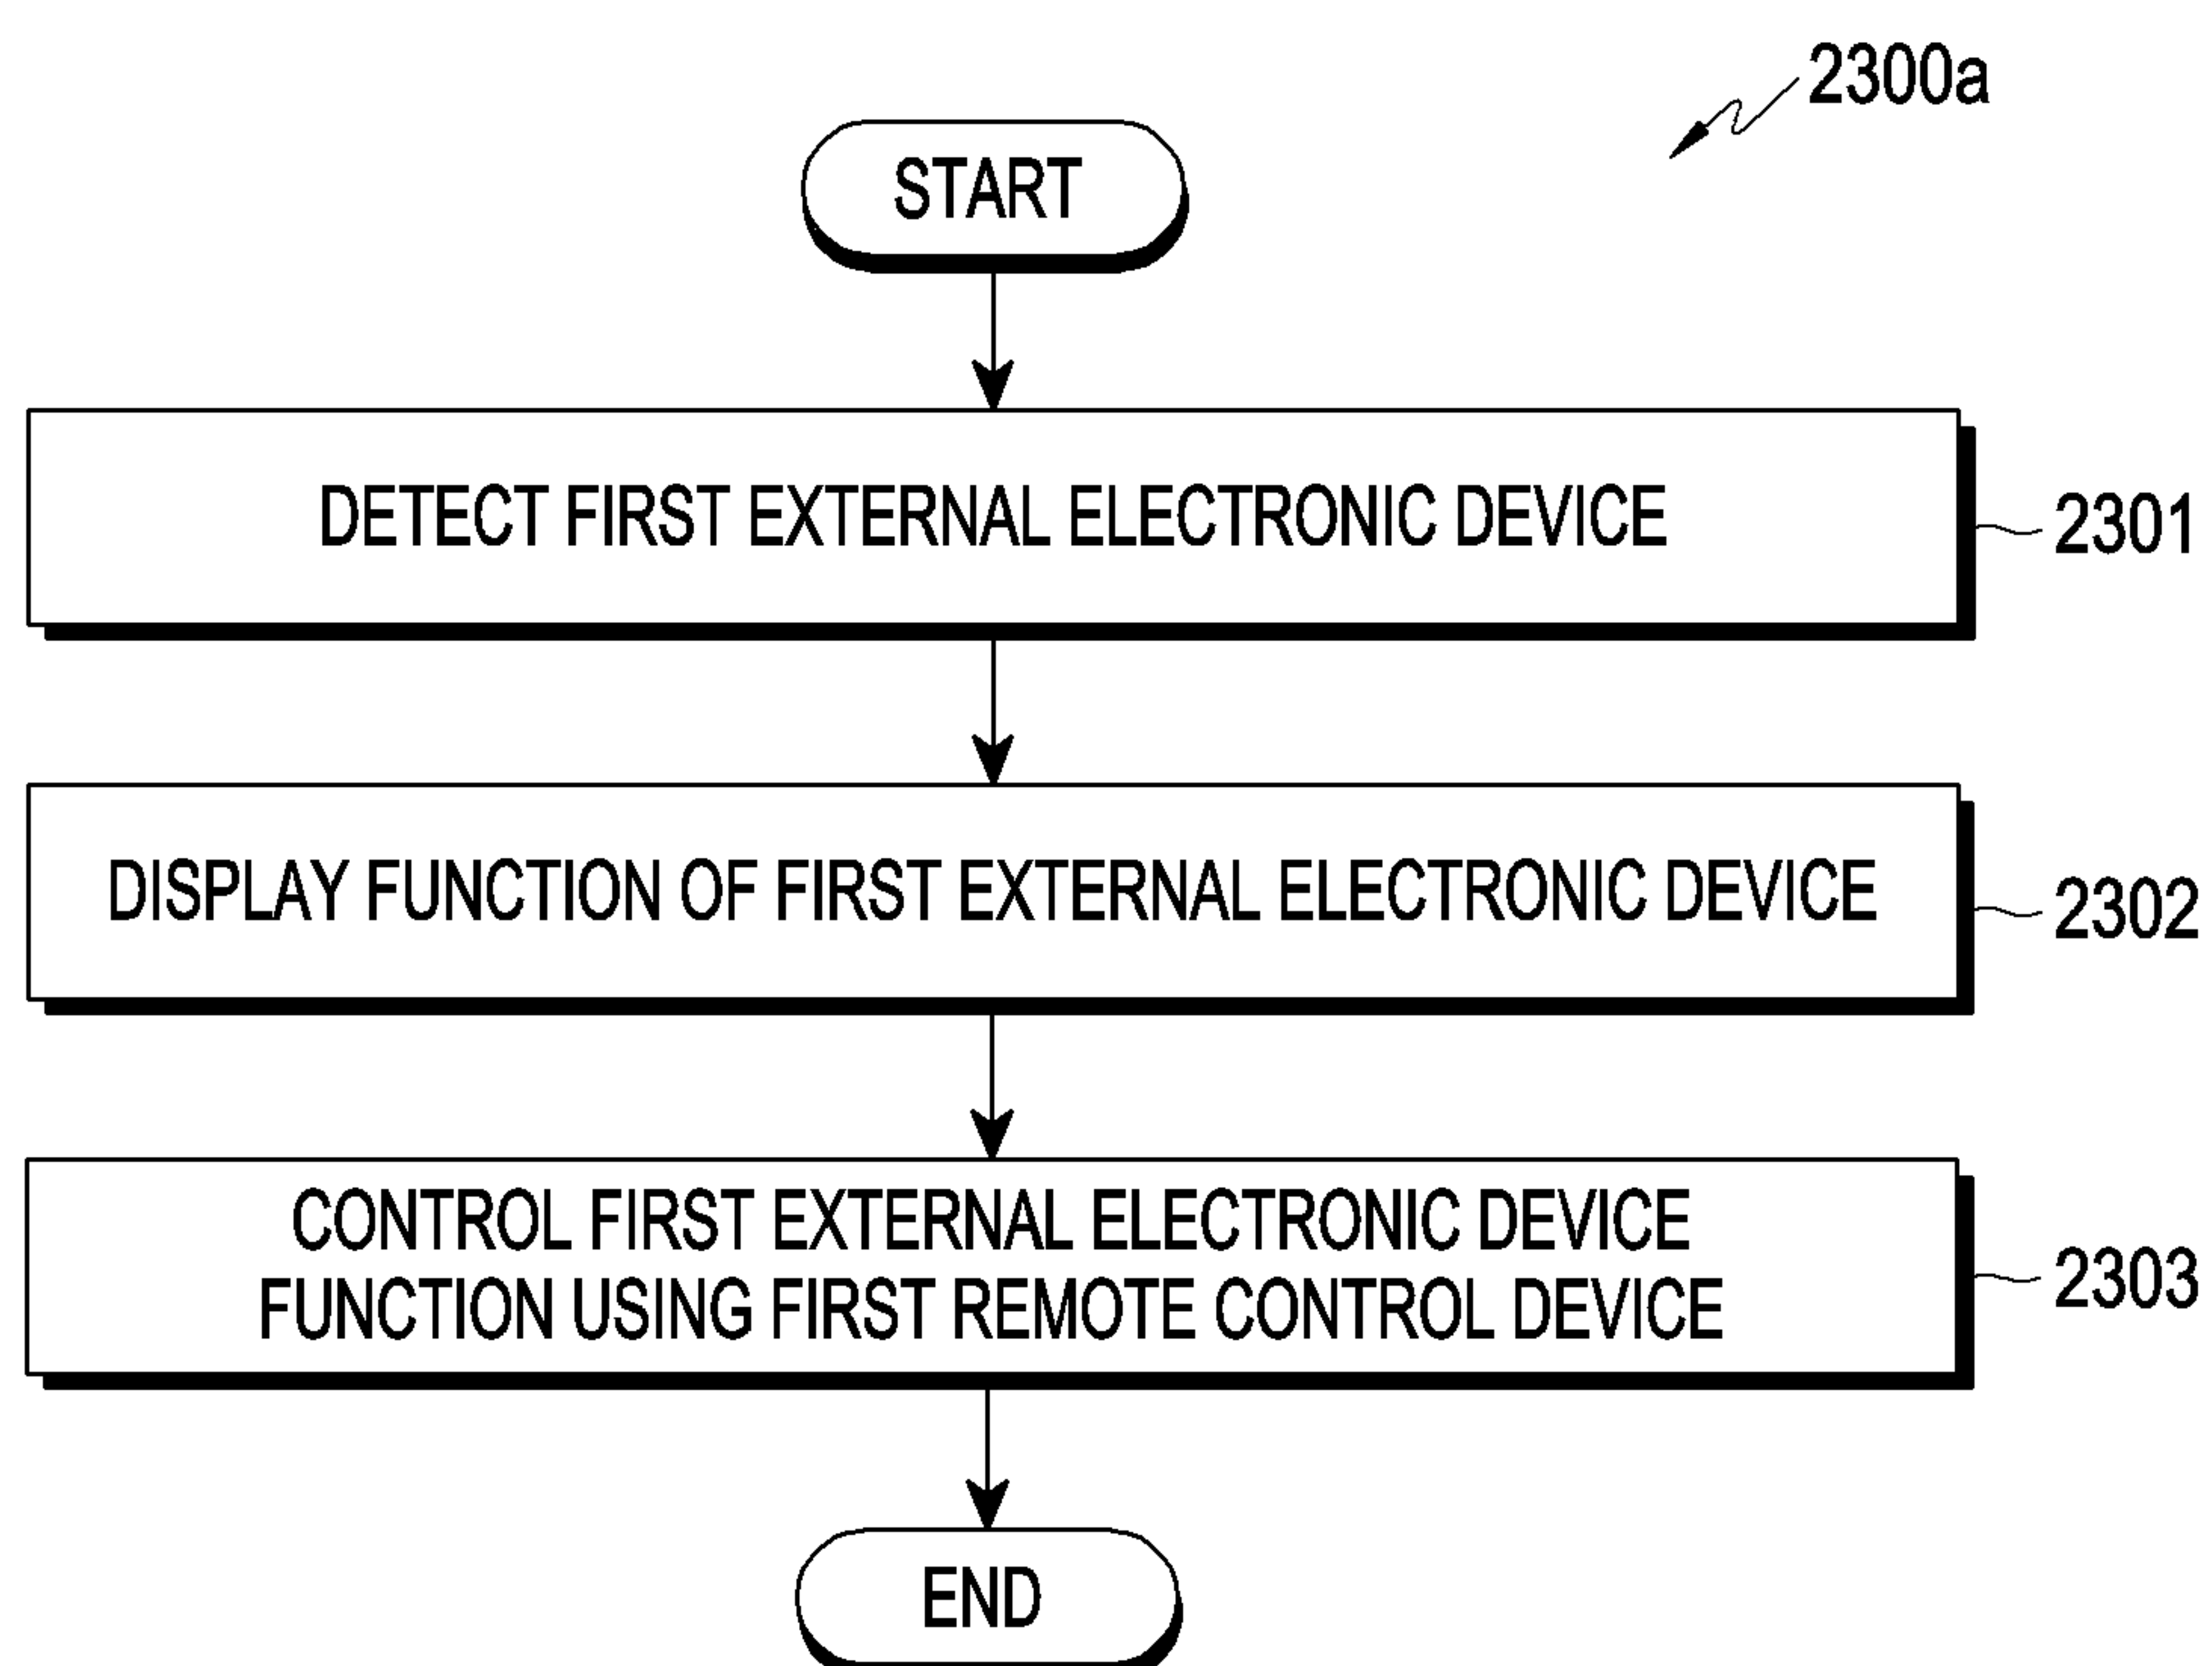 2300a
START
DETECT FIRST EXTERNAL ELECTRONIC DEVICE
2301
DISPLAY FUNCTION OF FIRST EXTERNAL ELECTRONIC DEVICE
2302
CONTROL FIRST EXTERNAL ELECTRONIC DEVICE
FUNCTION USING FIRST REMOTE CONTROL DEVICE
2303
END